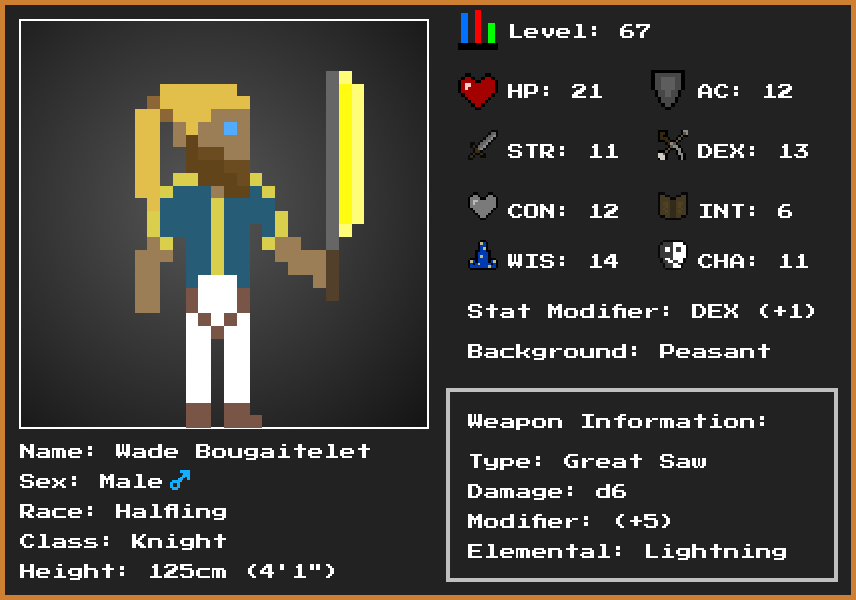 Level: 67
HP: 21
AC: 12
STR: 11
DEX: 13
CON: 12
INT: 6
WIS: 14
CHA: 11
Stat Modifier: DEX (+1)
Background: Peasant
Weapon Information:
Type: Great Saw
Damage: d6
Modifier: (+5)
Elemental: Lightning
Name: Wade Bougaitelet
Sex: Male ♂
Race: Halfling
Class: Knight
Height: 125cm (4'1")